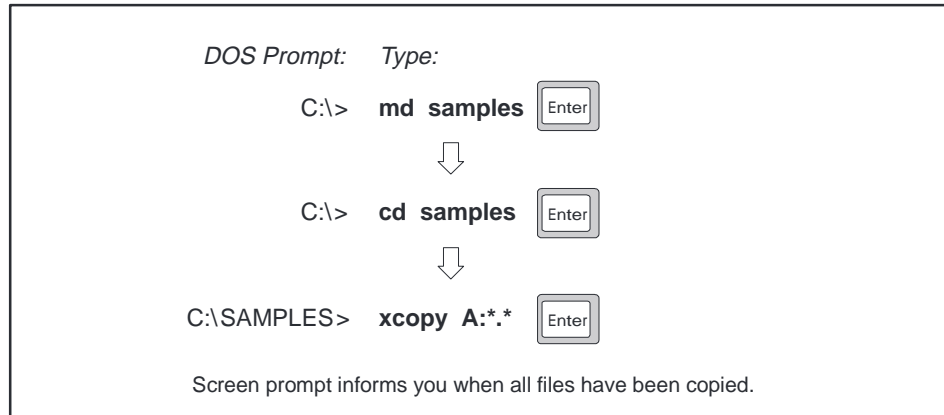 DOS Prompt: Type:
C:\> md samples Enter
C:\> cd samples Enter
C:\SAMPLES> xcopy A:*.* Enter
Screen prompt informs you when all files have been copied.